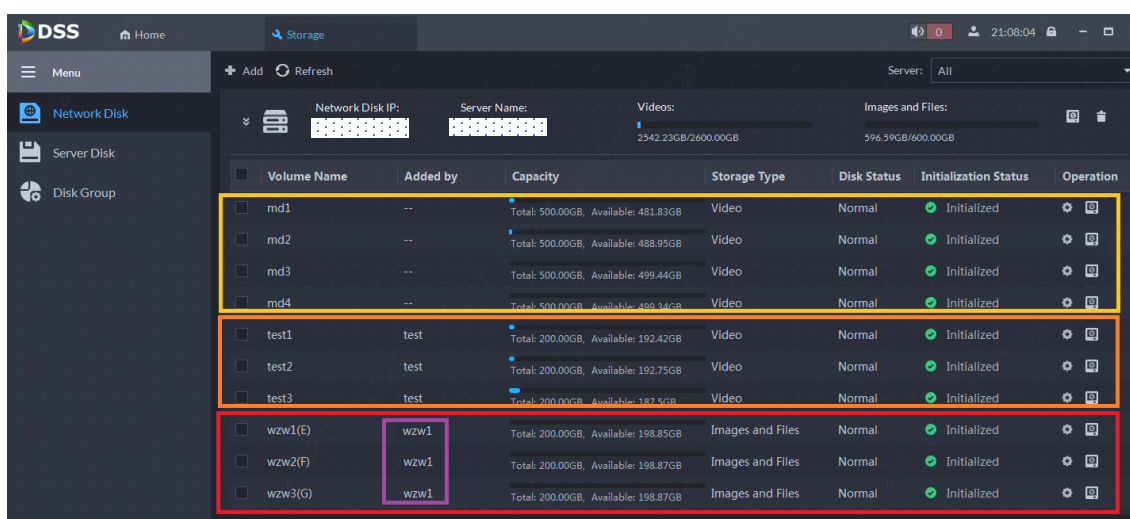 DSS Home Storage 0 21:08:04
Menu Add Refresh Server: All
Network Disk Network Disk IP: Server Name: Videos: Images and Files:
2542.23GB/2600.00GB 596.59GB/600.00GB
Server Disk
Volume Name Added by Capacity Storage Type Disk Status Initialization Status Operation
Disk Group
md1 -- Total: 500.00GB, Available: 481.83GB Video Normal Initialized
md2 -- Total: 500.00GB, Available: 488.95GB Video Normal Initialized
md3 -- Total: 500.00GB, Available: 499.44GB Video Normal Initialized
md4 -- Total: 500.00GB, Available: 499.34GB Video Normal Initialized
test1 test Total: 200.00GB, Available: 192.42GB Video Normal Initialized
test2 test Total: 200.00GB, Available: 192.75GB Video Normal Initialized
test3 test Total: 200.00GB, Available: 187.5GB Video Normal Initialized
wzw1(E) wzw1 Total: 200.00GB, Available: 198.85GB Images and Files Normal Initialized
wzw2(F) wzw1 Total: 200.00GB, Available: 198.87GB Images and Files Normal Initialized
wzw3(G) wzw1 Total: 200.00GB, Available: 198.87GB Images and Files Normal Initialized